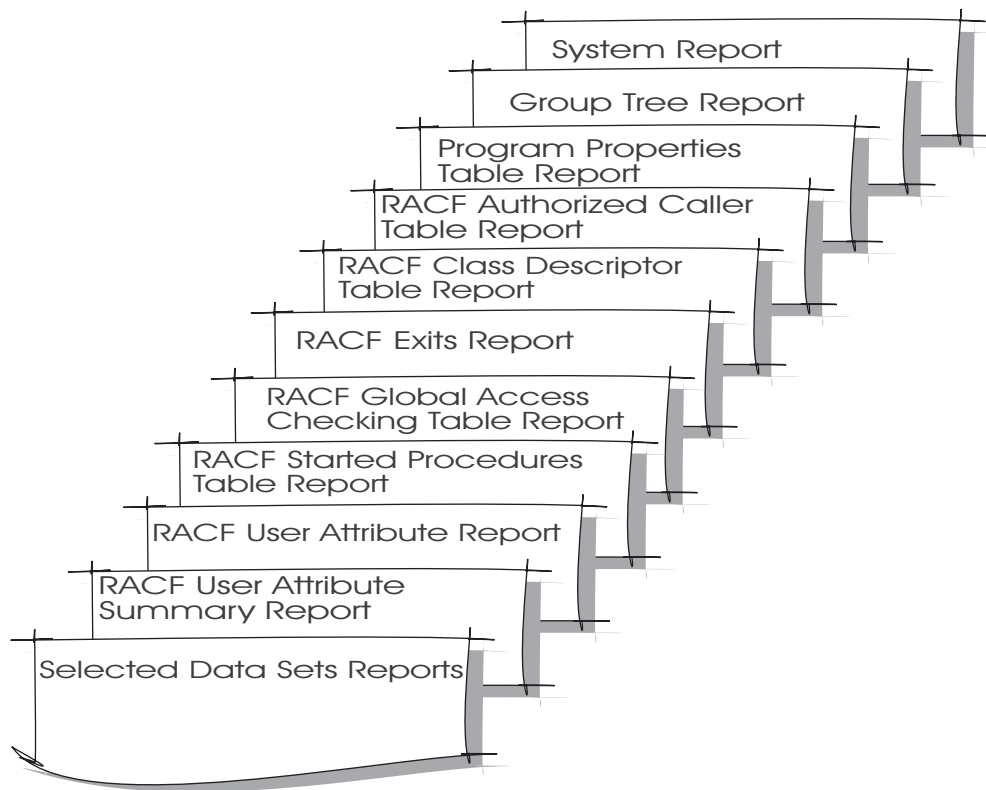 System Report
Group Tree Report
Program Properties
Table Report
RACF Authorized Caller
Table Report
RACF Class Descriptor
Table Report
RACF Exits Report
RACF Global Access
Checking Table Report
RACF Started Procedures
Table Report
RACF User Attribute Report
RACF User Attribute
Summary Report
Selected Data Sets Reports